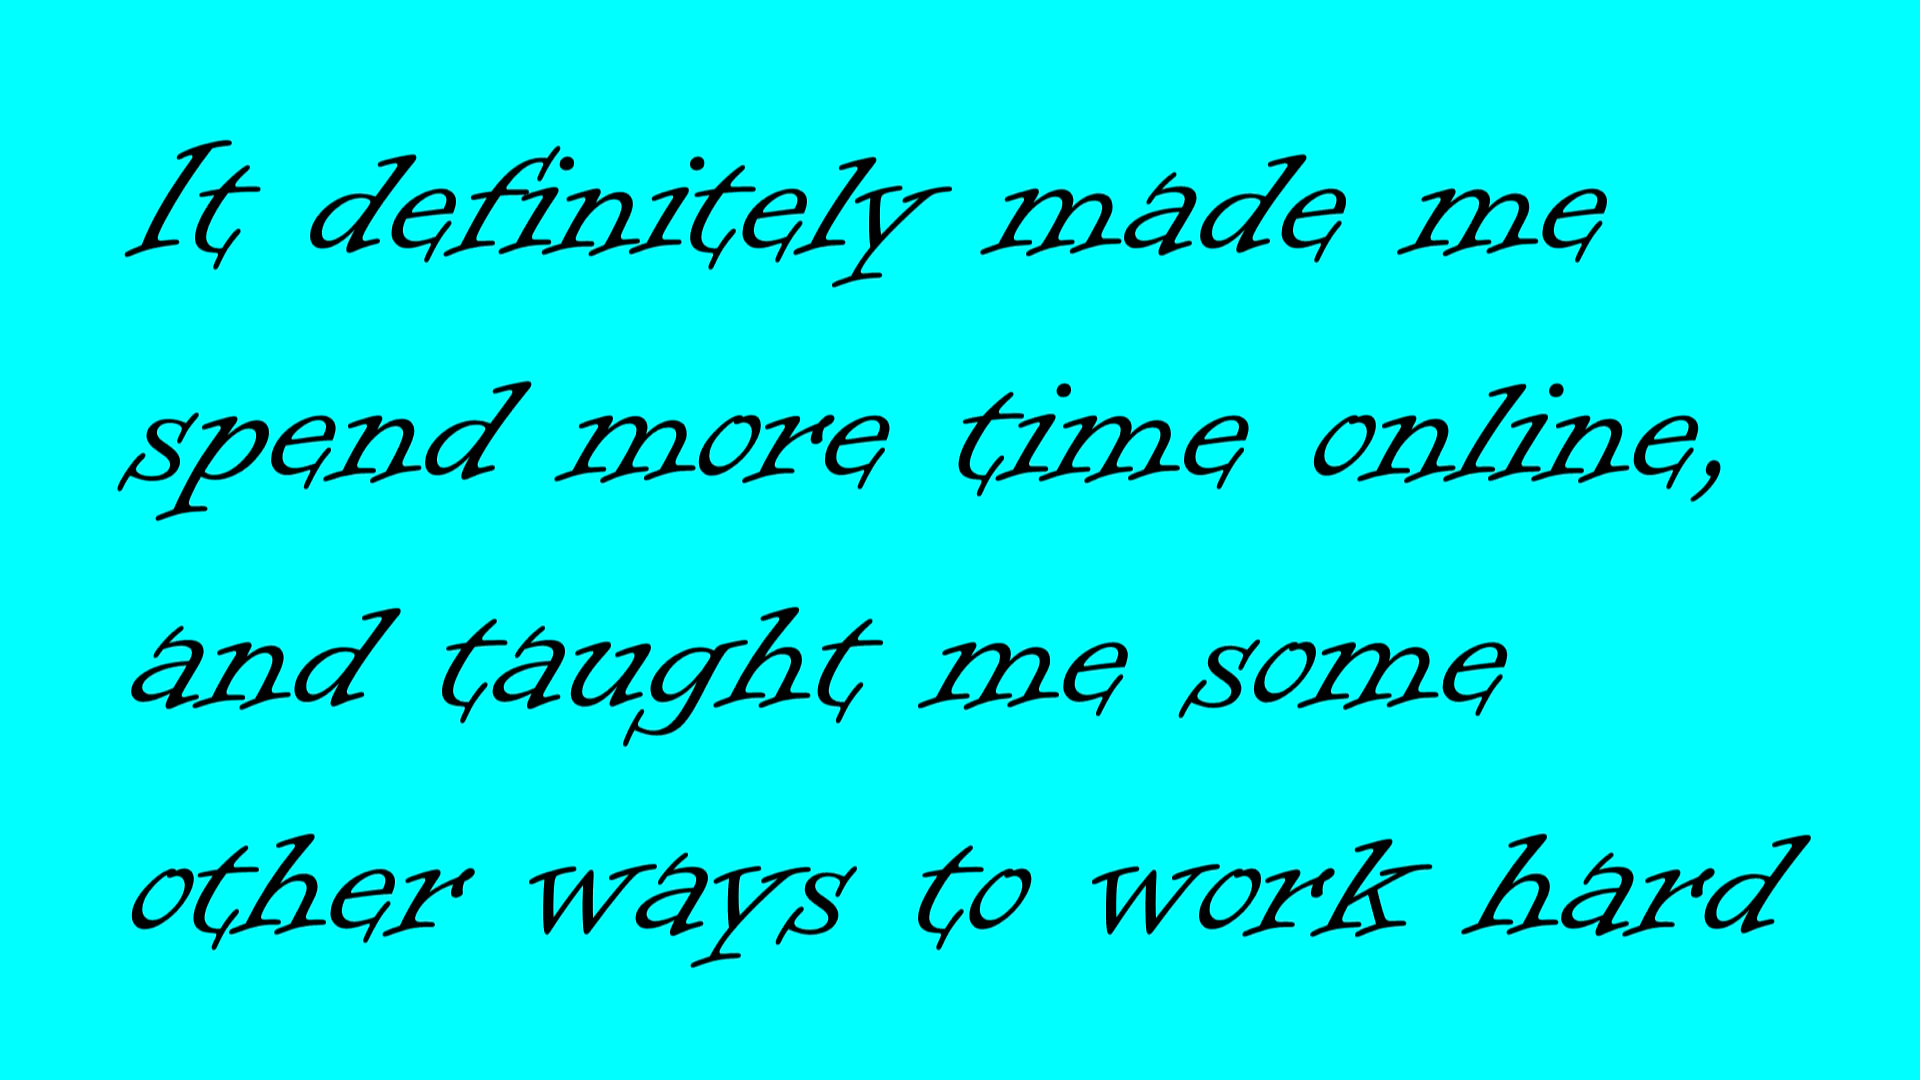 It definitely made me
spend more time online,
and taught me some
other ways to work hard